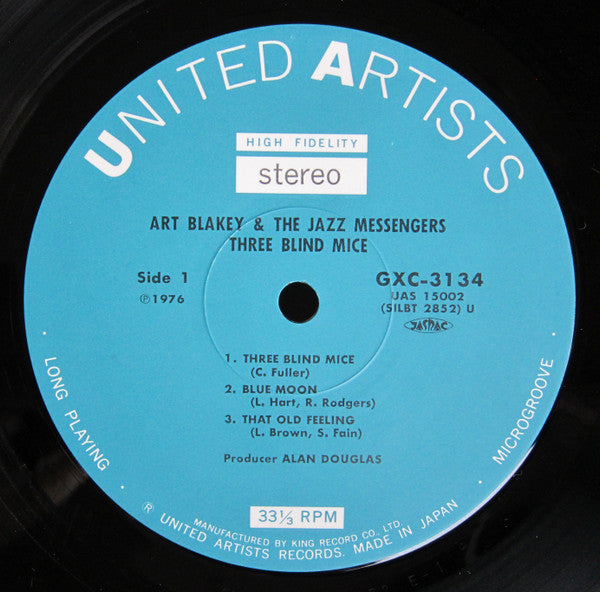 UNITED ARTISTS
HIGH FIDELITY
stereo
ART BLAKEY & THE JAZZ MESSENGERS
THREE BLIND MICE
Side 1
℗1976
GXC-3134
UAS 15002
(SILBT 2852) U
JASRAC
1. THREE BLIND MICE
(C. Fuller)
2. BLUE MOON
(L. Hart, R. Rodgers)
3. THAT OLD FEELING
(L. Brown, S. Fain)
Producer ALAN DOUGLAS
33⅓ RPM
· LONG PLAYING ·
· MICROGROOVE ·
MANUFACTURED BY KING RECORD CO., LTD.
® UNITED ARTISTS RECORDS. MADE IN JAPAN